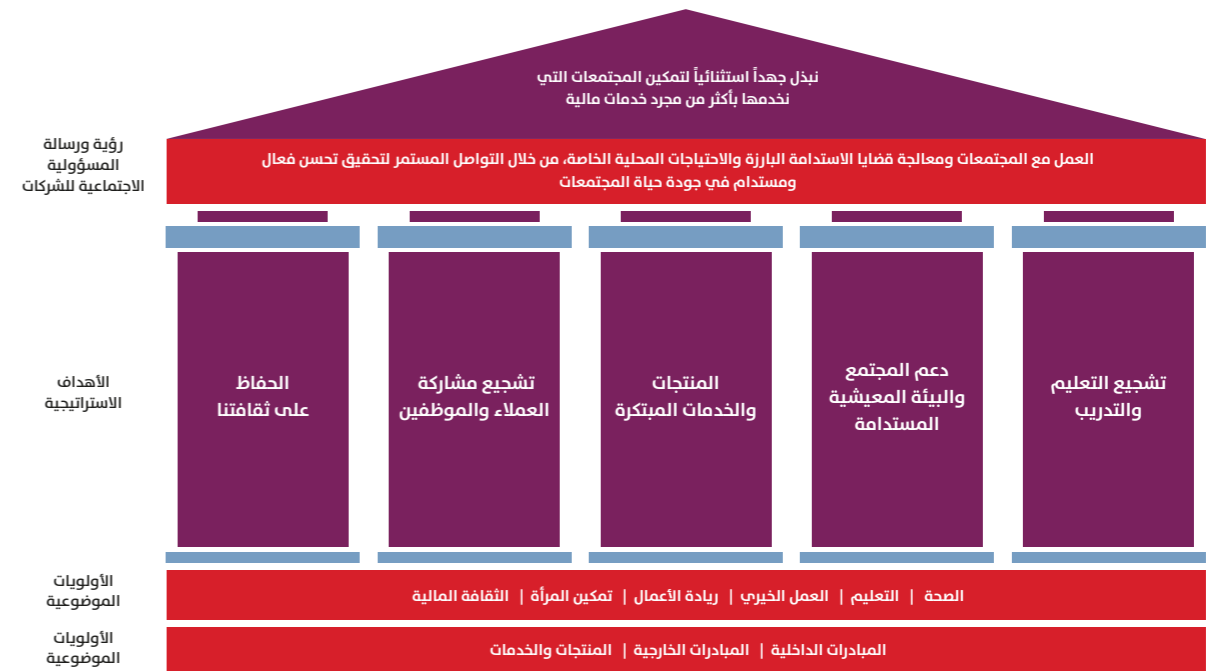 نبذل جهداً استثنائياً لتمكين المجتمعات التي
نخدمها بأكثر من مجرد خدمات مالية
رؤية ورسالة
المسؤولية
الاجتماعية للشركات
العمل مع المجتمعات ومعالجة قضايا الاستدامة البارزة والاحتياجات المحلية الخاصة، من خلال التواصل المستمر لتحقيق تحسن فعال
ومستدام في جودة حياة المجتمعات
الأهداف
الاستراتيجية
تشجيع التعليم
والتدريب
دعم المجتمع
والبيئة المعيشية
المستدامة
المنتجات
والخدمات المبتكرة
تشجيع مشاركة
العملاء والموظفين
الحفاظ
على ثقافتنا
الأولويات
الموضوعية
الصحة | التعليم | العمل الخيري | ريادة الأعمال | تمكين المرأة | الثقافة المالية
الأولويات
الموضوعية
المبادرات الداخلية | المبادرات الخارجية | المنتجات والخدمات